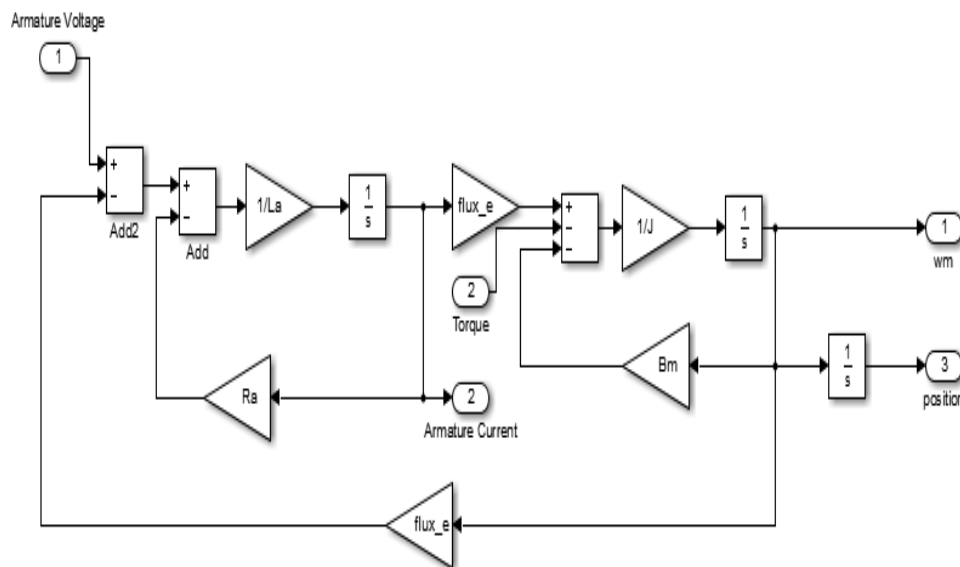 Armature Voltage
1
+
−
Add2
+
−
Add
1/La
1
s
flux_e
+
−
−
1/J
1
s
1
wm
2
Torque
Ra
2
Armature Current
Bm
1
s
3
position
flux_e